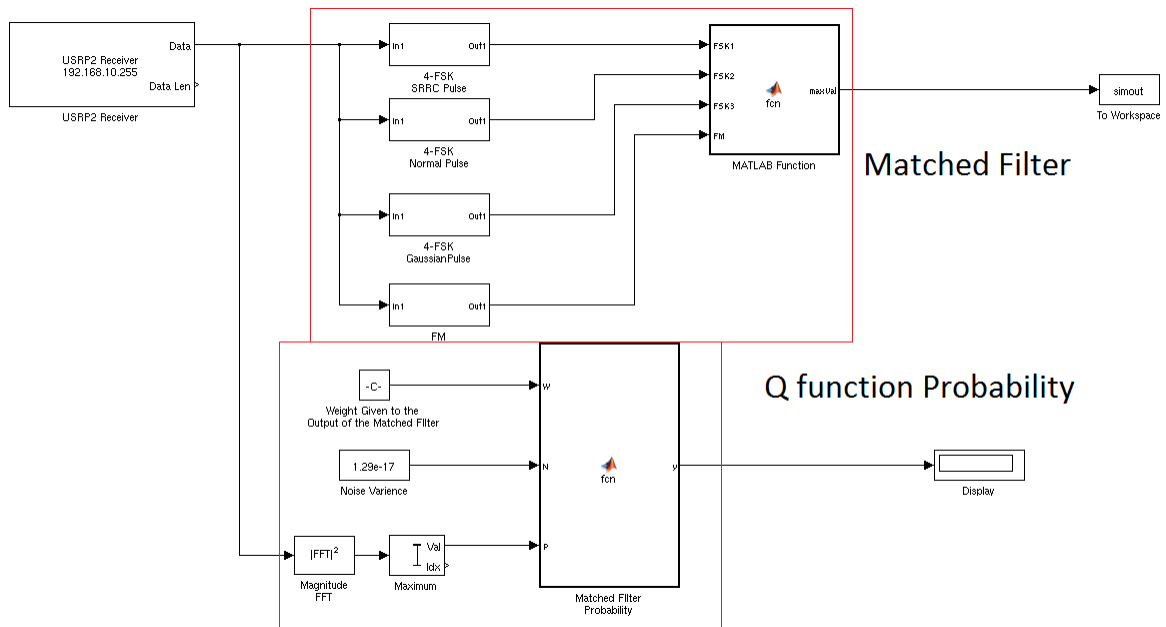 USRP2 Receiver
192.168.10.255
Data
Data Len
USRP2 Receiver
In1
Out1
4-FSK
SRRC Pulse
In1
Out1
4-FSK
Normal Pulse
In1
Out1
4-FSK
GaussianPulse
In1
Out1
FM
FSK1
FSK2
FSK3
FM
fcn
maxVal
MATLAB Function
simout
To Workspace
Matched Filter
-C-
Weight Given to the
Output of the Matched FIlter
1.29e-17
Noise Varience
|FFT|²
Magnitude
FFT
Val
Idx
Maximum
W
N
P
fcn
y
Matched FIlter
Probability
Q function Probability
Display